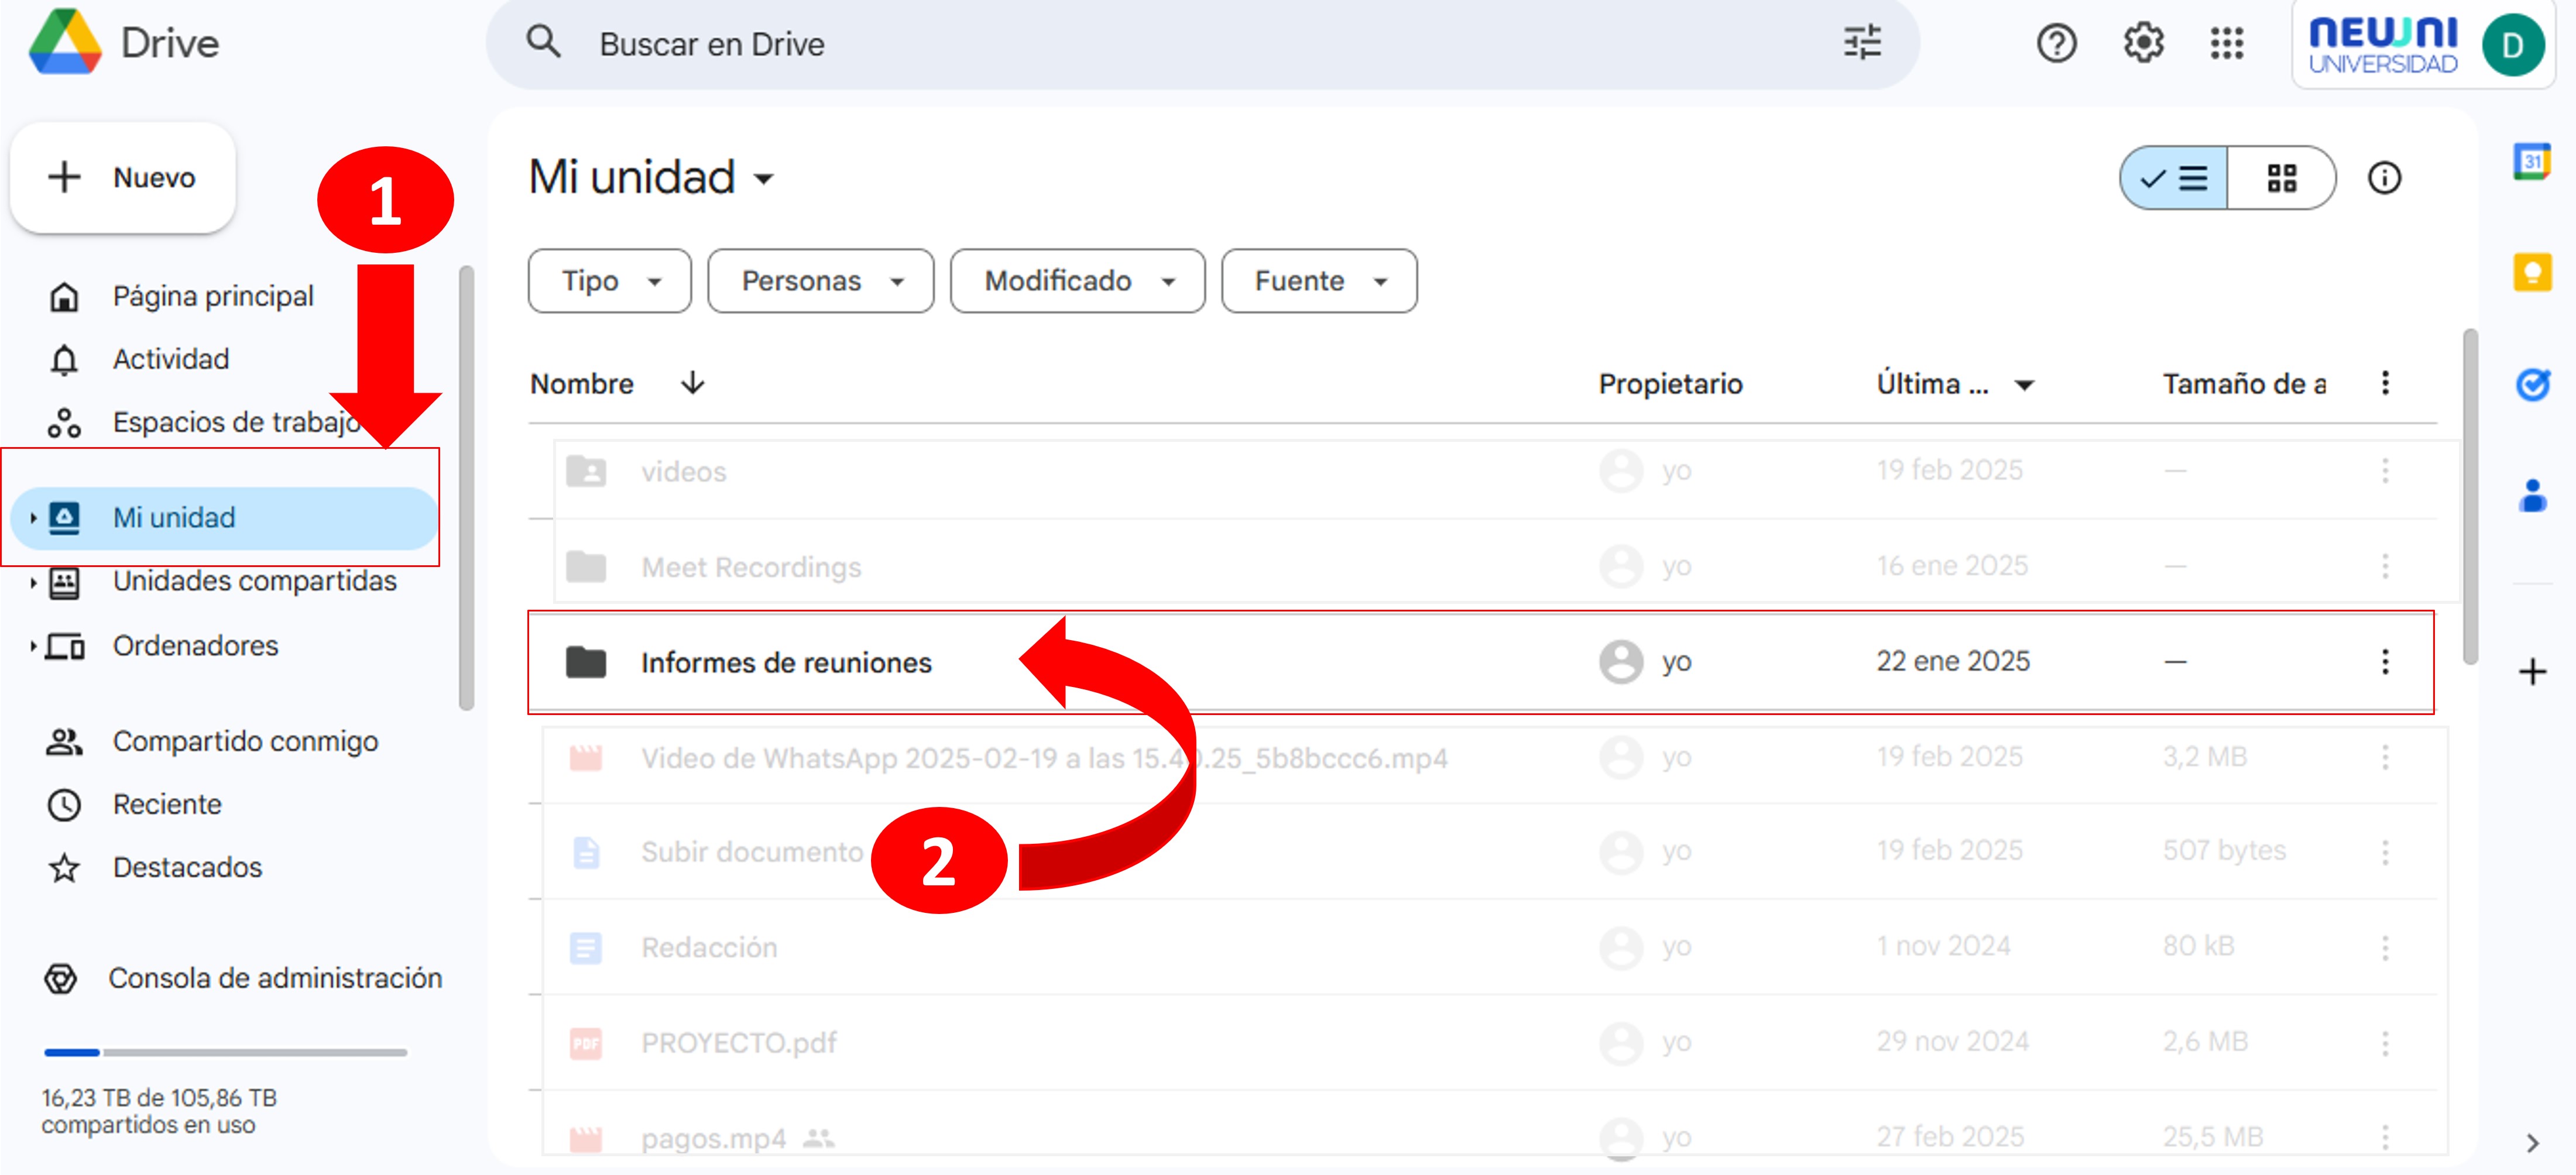 Drive
Buscar en Drive
NEWUNI
UNIVERSIDAD
D
Nuevo
1
Mi unidad
31
Tipo
Personas
Modificado
Fuente
Página principal
Actividad
Espacios de trabajo
Mi unidad
Unidades compartidas
Ordenadores
Compartido conmigo
Reciente
Destacados
Consola de administración
16,23 TB de 105,86 TB
compartidos en uso
Nombre Propietario Última ... Tamaño de a
videos yo 19 feb 2025 —
Meet Recordings yo 16 ene 2025 —
Informes de reuniones yo 22 ene 2025 —
Video de WhatsApp 2025-02-19 a las 15.40.25_5b8bccc6.mp4 yo 19 feb 2025 3,2 MB
Subir documento yo 19 feb 2025 507 bytes
2
Redacción yo 1 nov 2024 80 kB
PDF PROYECTO.pdf yo 29 nov 2024 2,6 MB
pagos.mp4 yo 27 feb 2025 25,5 MB